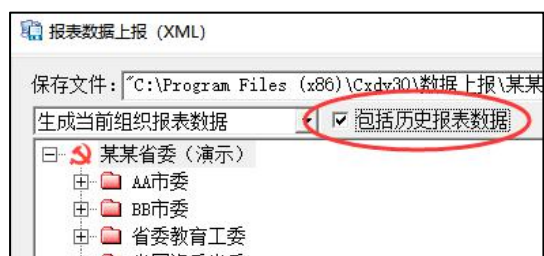 报表数据上报 (XML)
保存文件: "C:\Program Files (x86)\Cxdy30\数据上报\某某
生成当前组织报表数据 包括历史报表数据
某某省委（演示）
AA市委
BB市委
省委教育工委